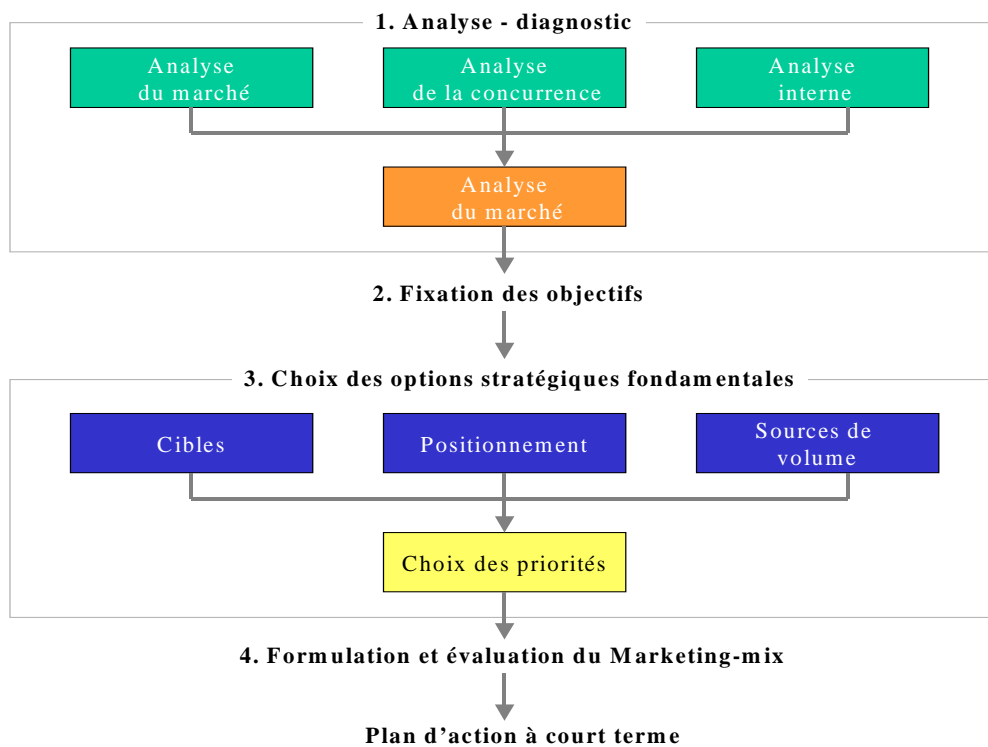 1. Analyse - diagnostic
Analyse
du marché
Analyse
de la concurrence
Analyse
interne
Analyse
du marché
2. Fixation des objectifs
3. Choix des options stratégiques fondamentales
Cibles
Positionnement
Sources de
volume
Choix des priorités
4. Formulation et évaluation du Marketing-mix
Plan d’action à court terme